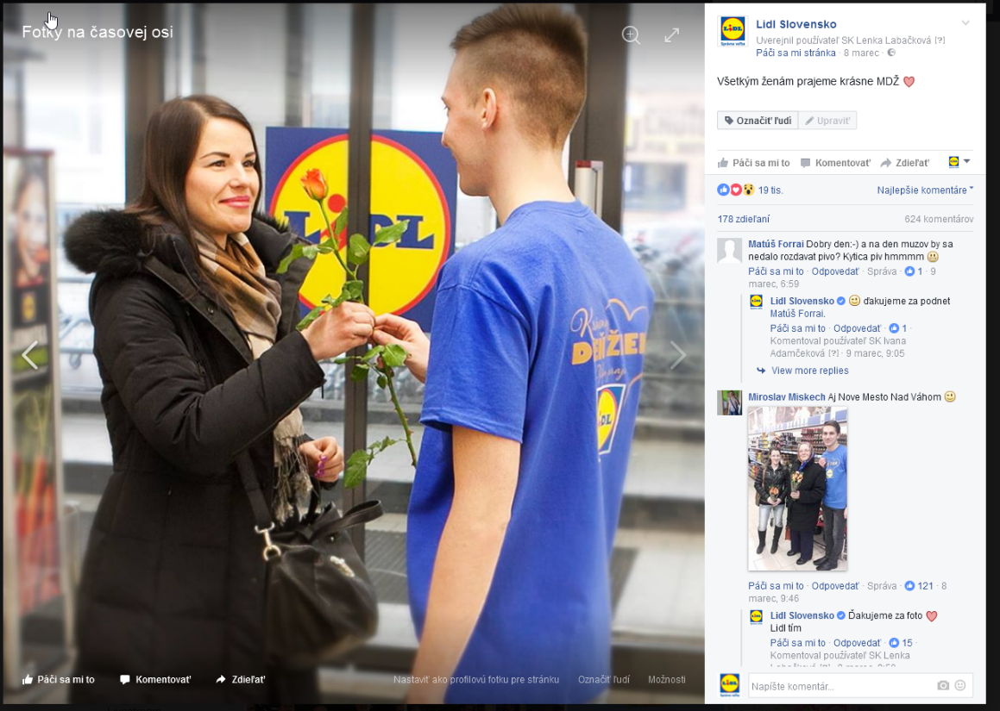 Fotky na časovej osi
LIDL
DEŇ ŽIEN
Páči sa mi to
Komentovať
Zdieľať
Nastaviť ako profilovú fotku pre stránku
Označiť ľudí
Možnosti
Lidl Slovensko
Uverejnil používateľ SK Lenka Labačková [?]
Páči sa mi stránka · 8 marec ·
Všetkým ženám prajeme krásne MDŽ
Označiť ľudí
Upraviť
Páči sa mi to
Komentovať
Zdieľať
19 tis.
Najlepšie komentáre
178 zdieľaní
624 komentárov
Matúš Forrai Dobry den:-) a na den muzov by sa
nedalo rozdavat pivo? Kytica piv hmmmm
Páči sa mi to · Odpovedať · Správa · 1 · 9
marec, 6:59
Lidl Slovensko ďakujeme za podnet
Matúš Forrai.
Páči sa mi to · Odpovedať · 1 ·
Komentoval používateľ SK Ivana
Adamčeková [?] · 9 marec, 9:05
View more replies
Miroslav Miskech Aj Nove Mesto Nad Váhom
Páči sa mi to · Odpovedať · Správa · 121 · 8
marec, 9:46
Lidl Slovensko Ďakujeme za foto
Lidl tím
Páči sa mi to · Odpovedať · 15 ·
Komentoval používateľ SK Lenka
Napíšte komentár...